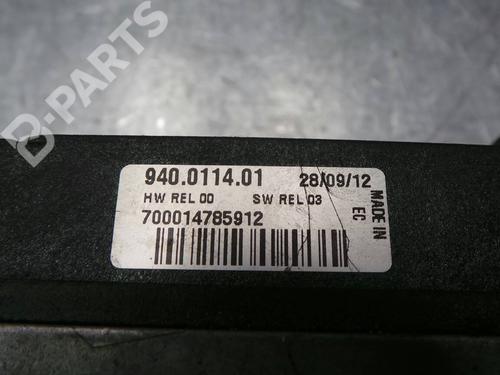 B-PARTS
940.0114.01 28/09/12
HW REL 00 SW REL 03
700014785912
MADE IN
EC